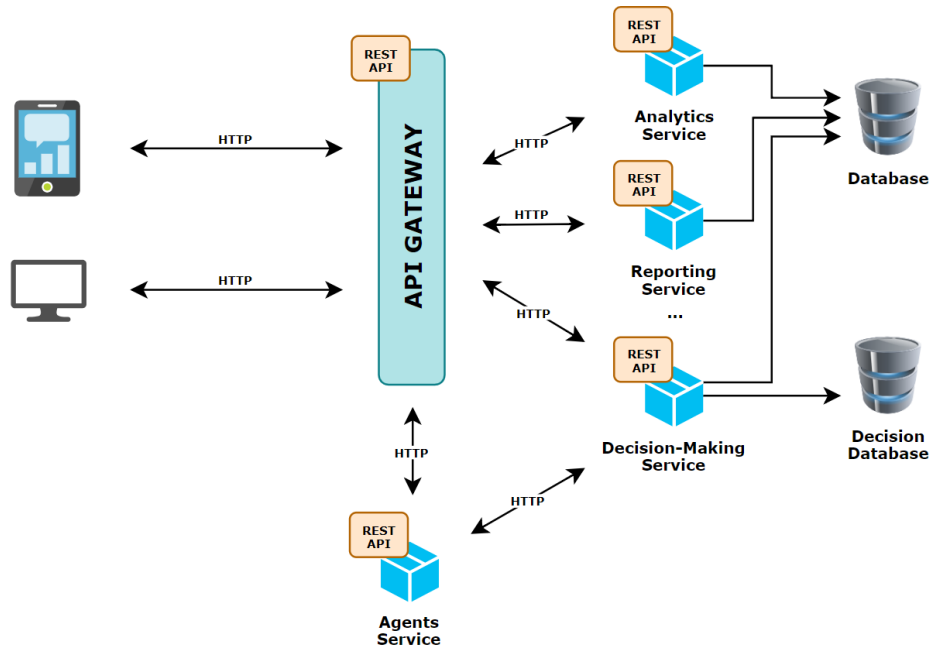 REST
API
API GATEWAY
HTTP
HTTP
HTTP
HTTP
HTTP
HTTP
HTTP
REST
API
Analytics
Service
REST
API
Reporting
Service
...
REST
API
Decision-Making
Service
REST
API
Agents
Service
Database
Decision
Database